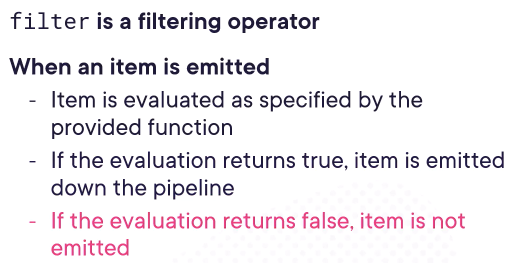 filter is a filtering operator
When an item is emitted
- Item is evaluated as specified by the
provided function
- If the evaluation returns true, item is emitted
down the pipeline
- If the evaluation returns false, item is not
emitted